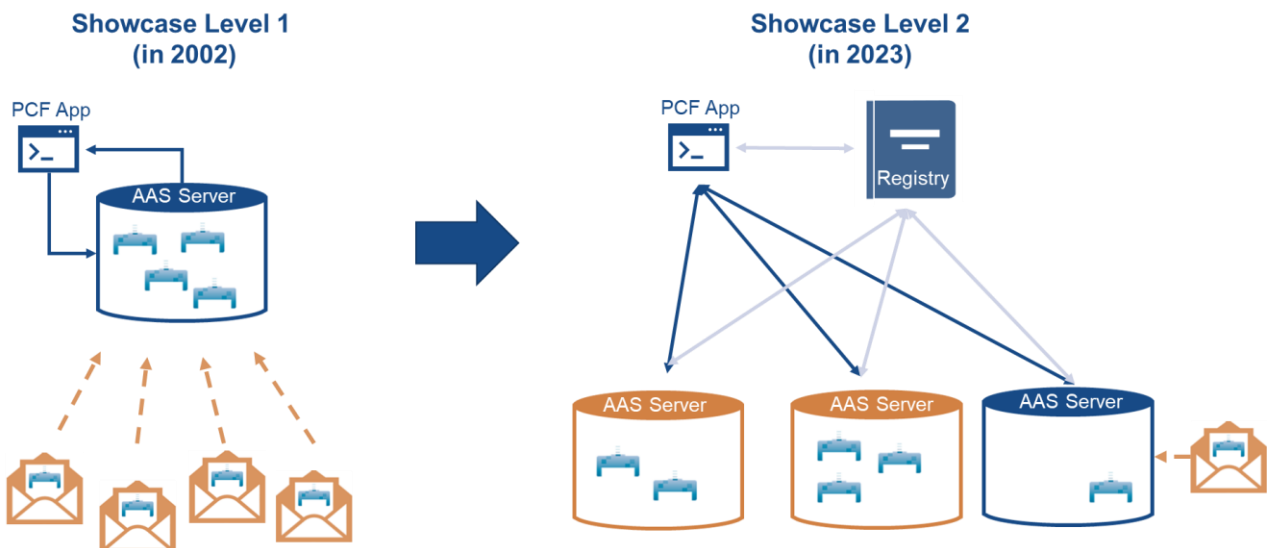 Showcase Level 1
(in 2002)
PCF App
>_
AAS Server
Showcase Level 2
(in 2023)
PCF App
>_
Registry
AAS Server
AAS Server
AAS Server